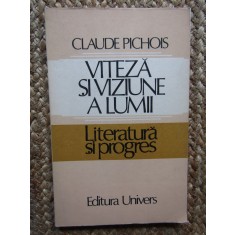 CLAUDE PICHOIS
VITEZĂ
ȘI VIZIUNE
A LUMII
Literatură
și progres
Editura Univers